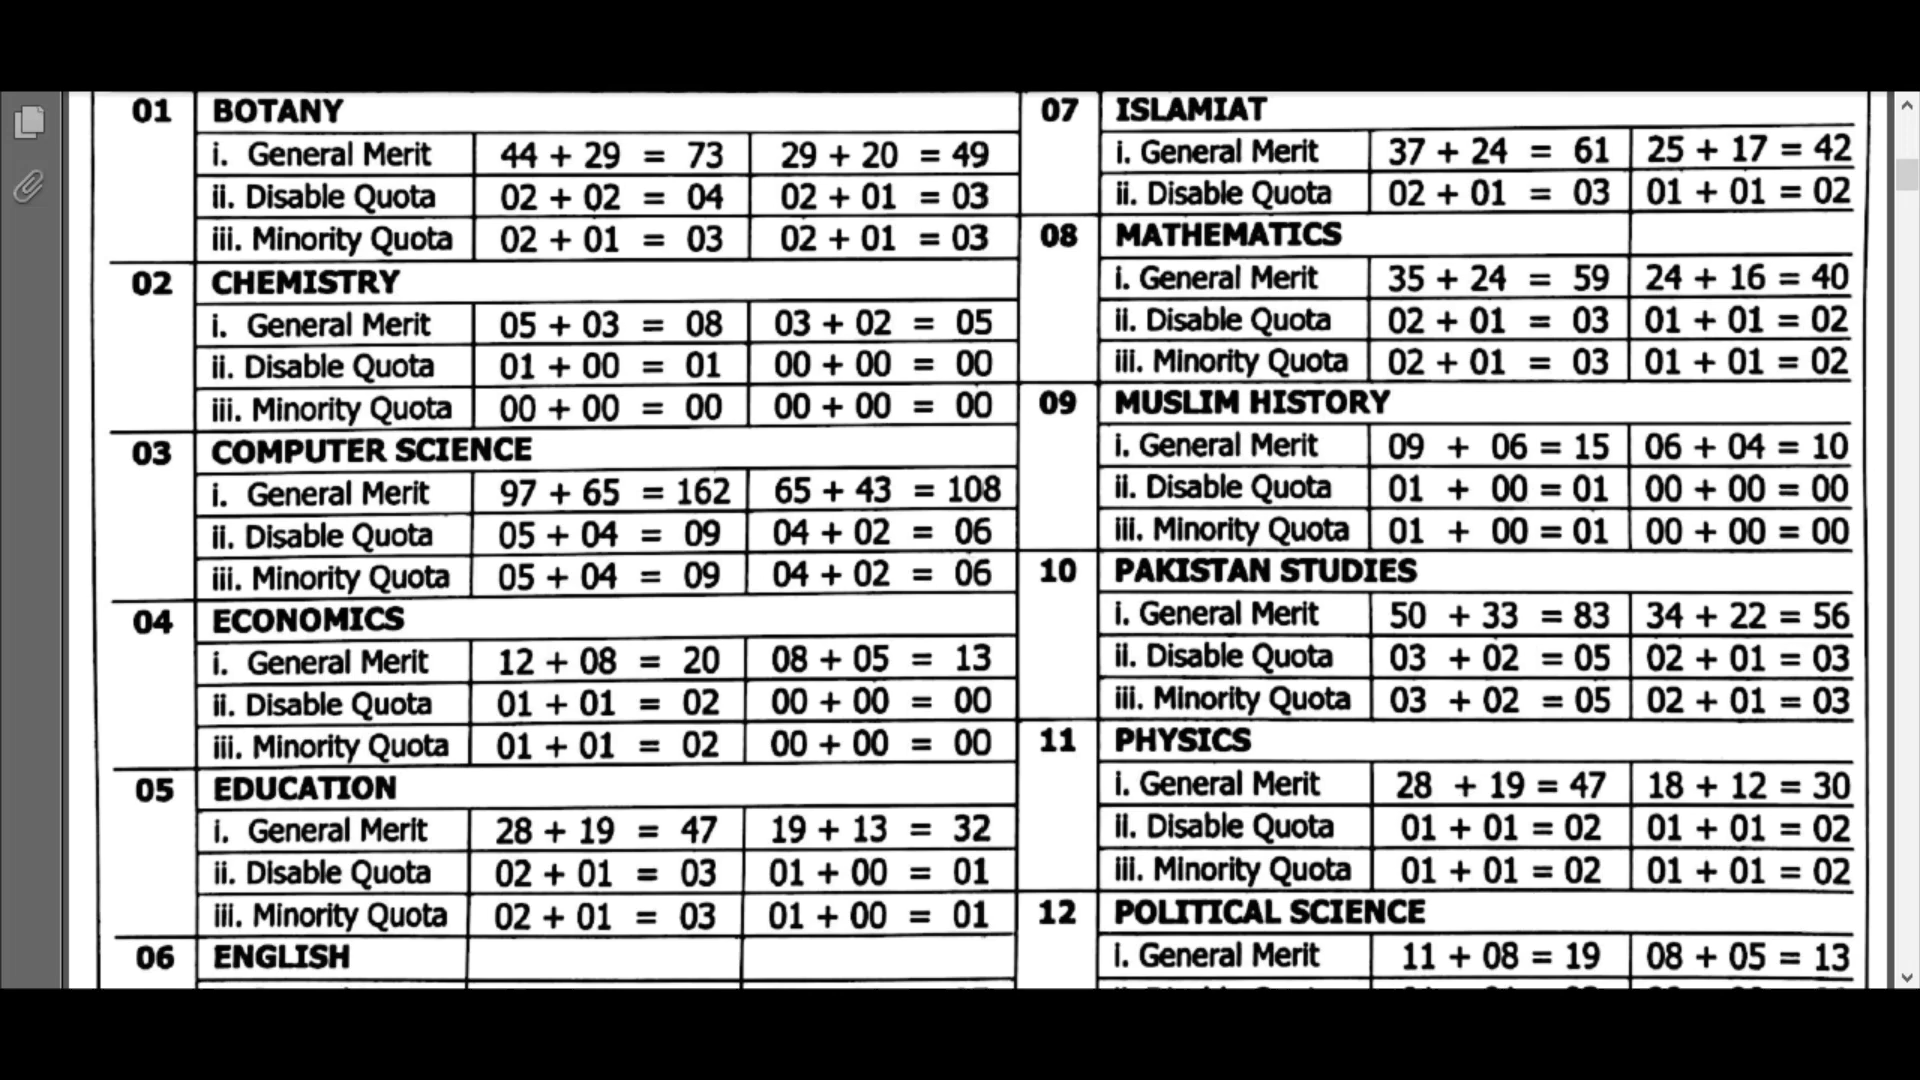 01 BOTANY
i. General Merit 44 + 29 = 73 29 + 20 = 49
ii. Disable Quota 02 + 02 = 04 02 + 01 = 03
iii. Minority Quota 02 + 01 = 03 02 + 01 = 03
02 CHEMISTRY
i. General Merit 05 + 03 = 08 03 + 02 = 05
ii. Disable Quota 01 + 00 = 01 00 + 00 = 00
iii. Minority Quota 00 + 00 = 00 00 + 00 = 00
03 COMPUTER SCIENCE
i. General Merit 97 + 65 = 162 65 + 43 = 108
ii. Disable Quota 05 + 04 = 09 04 + 02 = 06
iii. Minority Quota 05 + 04 = 09 04 + 02 = 06
04 ECONOMICS
i. General Merit 12 + 08 = 20 08 + 05 = 13
ii. Disable Quota 01 + 01 = 02 00 + 00 = 00
iii. Minority Quota 01 + 01 = 02 00 + 00 = 00
05 EDUCATION
i. General Merit 28 + 19 = 47 19 + 13 = 32
ii. Disable Quota 02 + 01 = 03 01 + 00 = 01
iii. Minority Quota 02 + 01 = 03 01 + 00 = 01
06 ENGLISH
07 ISLAMIAT
i. General Merit 37 + 24 = 61 25 + 17 = 42
ii. Disable Quota 02 + 01 = 03 01 + 01 = 02
08 MATHEMATICS
i. General Merit 35 + 24 = 59 24 + 16 = 40
ii. Disable Quota 02 + 01 = 03 01 + 01 = 02
iii. Minority Quota 02 + 01 = 03 01 + 01 = 02
09 MUSLIM HISTORY
i. General Merit 09 + 06 = 15 06 + 04 = 10
ii. Disable Quota 01 + 00 = 01 00 + 00 = 00
iii. Minority Quota 01 + 00 = 01 00 + 00 = 00
10 PAKISTAN STUDIES
i. General Merit 50 + 33 = 83 34 + 22 = 56
ii. Disable Quota 03 + 02 = 05 02 + 01 = 03
iii. Minority Quota 03 + 02 = 05 02 + 01 = 03
11 PHYSICS
i. General Merit 28 + 19 = 47 18 + 12 = 30
ii. Disable Quota 01 + 01 = 02 01 + 01 = 02
iii. Minority Quota 01 + 01 = 02 01 + 01 = 02
12 POLITICAL SCIENCE
i. General Merit 11 + 08 = 19 08 + 05 = 13